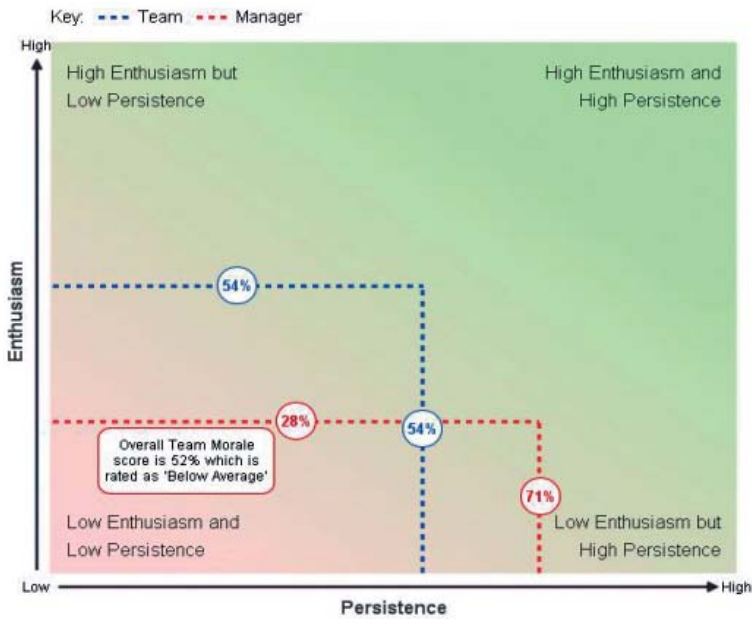 Key: Team Manager
High
High Enthusiasm but
Low Persistence
High Enthusiasm and
High Persistence
Enthusiasm
54%
28%
54%
Overall Team Morale
score is 52% which is
rated as 'Below Average'
71%
Low Enthusiasm and
Low Persistence
Low Enthusiasm but
High Persistence
Low
High
Persistence